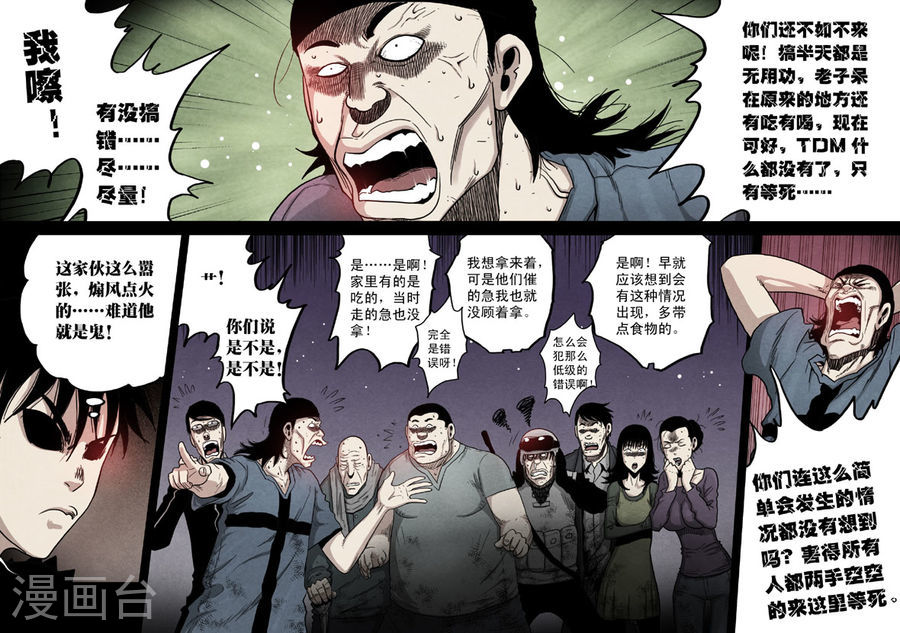 我嚓！
有没搞
错……
尽……
尽量！
你们还不如不来
呢！搞半天都是
无用功，老子呆
在原来的地方还
有吃有喝，现在
可好，TDM 什
么都没有了，只
有等死……
这家伙这么嚣
张，煽风点火
的……难道他
就是鬼！
艹！
你们说
是不是，
是不是！
是……是啊！
家里有的是
吃的，当时
走的急也没
拿！
完全
是错
误呀！
我想拿来着，
可是他们催
的急我也就
没顾着拿。
怎么会
犯那么
低级的
错误啊！
是啊！早就
应该想到会
有这种情况
出现，多带
点食物的。
你们连这么简
单会发生的情
况都没有想到
吗？害得所有
人都两手空空
的来这里等死。
漫画台